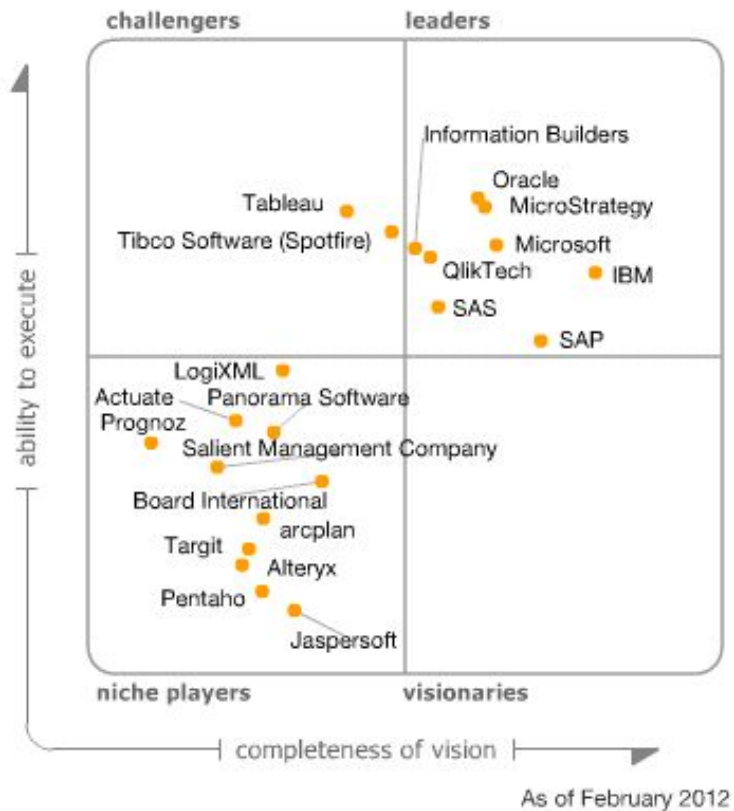 challengers
leaders
Information Builders
Oracle
Tableau
MicroStrategy
Tibco Software (Spotfire)
Microsoft
QlikTech
IBM
SAS
SAP
ability to execute
LogiXML
Actuate
Panorama Software
Prognoz
Salient Management Company
Board International
arcplan
Targit
Alteryx
Pentaho
Jaspersoft
niche players
visionaries
completeness of vision
As of February 2012